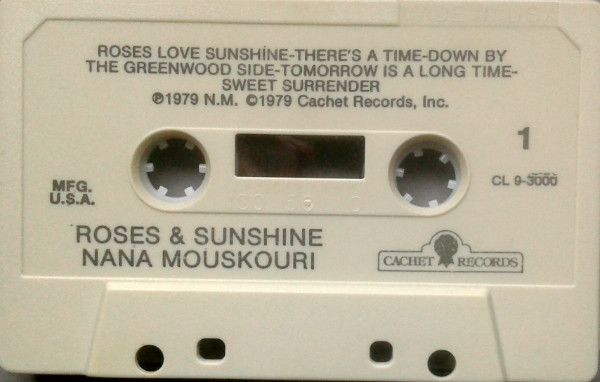 ROSES LOVE SUNSHINE-THERE'S A TIME-DOWN BY
THE GREENWOOD SIDE-TOMORROW IS A LONG TIME-
SWEET SURRENDER
℗1979 N.M. ©1979 Cachet Records, Inc.
1
MFG.
U.S.A.
CL 9-3000
ROSES & SUNSHINE
NANA MOUSKOURI
CACHET RECORDS